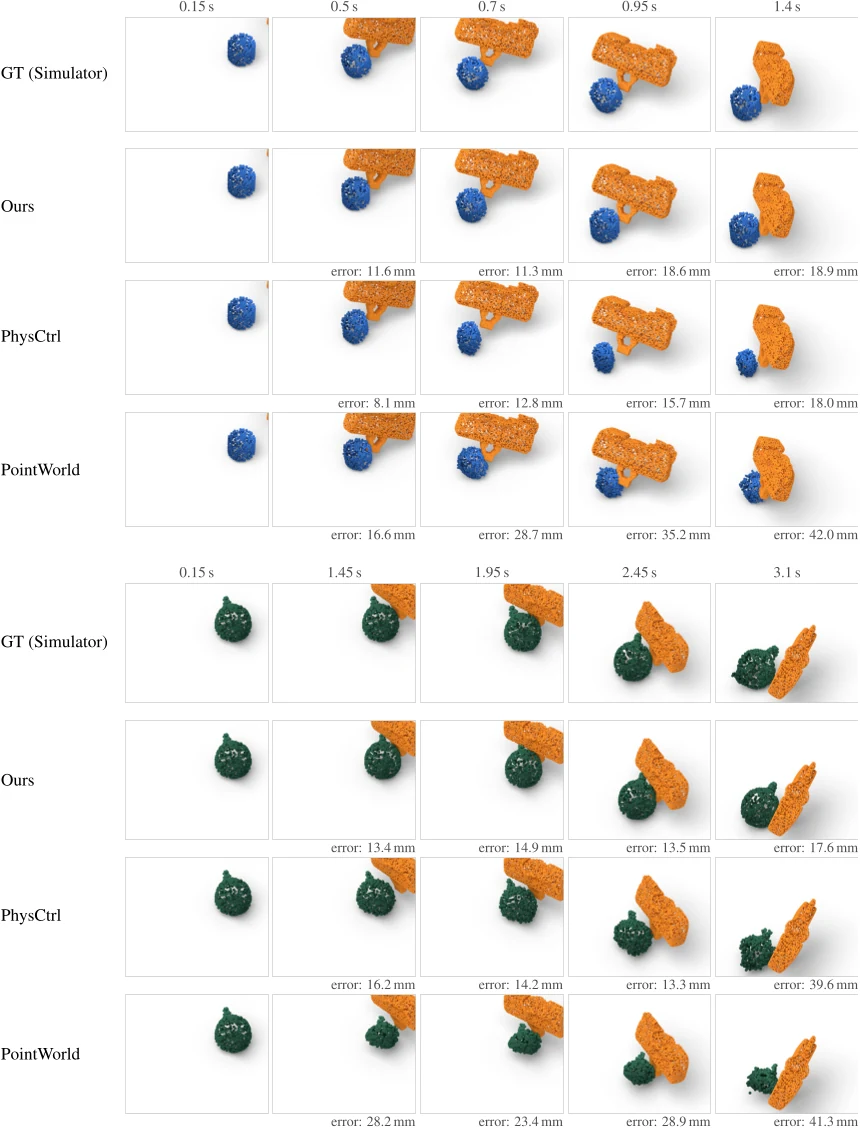 0.15 s 0.5 s 0.7 s 0.95 s 1.4 s
GT (Simulator)
Ours
error: 11.6 mm error: 11.3 mm error: 18.6 mm error: 18.9 mm
PhysCtrl
error: 8.1 mm error: 12.8 mm error: 15.7 mm error: 18.0 mm
PointWorld
error: 16.6 mm error: 28.7 mm error: 35.2 mm error: 42.0 mm
0.15 s 1.45 s 1.95 s 2.45 s 3.1 s
GT (Simulator)
Ours
error: 13.4 mm error: 14.9 mm error: 13.5 mm error: 17.6 mm
PhysCtrl
error: 16.2 mm error: 14.2 mm error: 13.3 mm error: 39.6 mm
PointWorld
error: 28.2 mm error: 23.4 mm error: 28.9 mm error: 41.3 mm